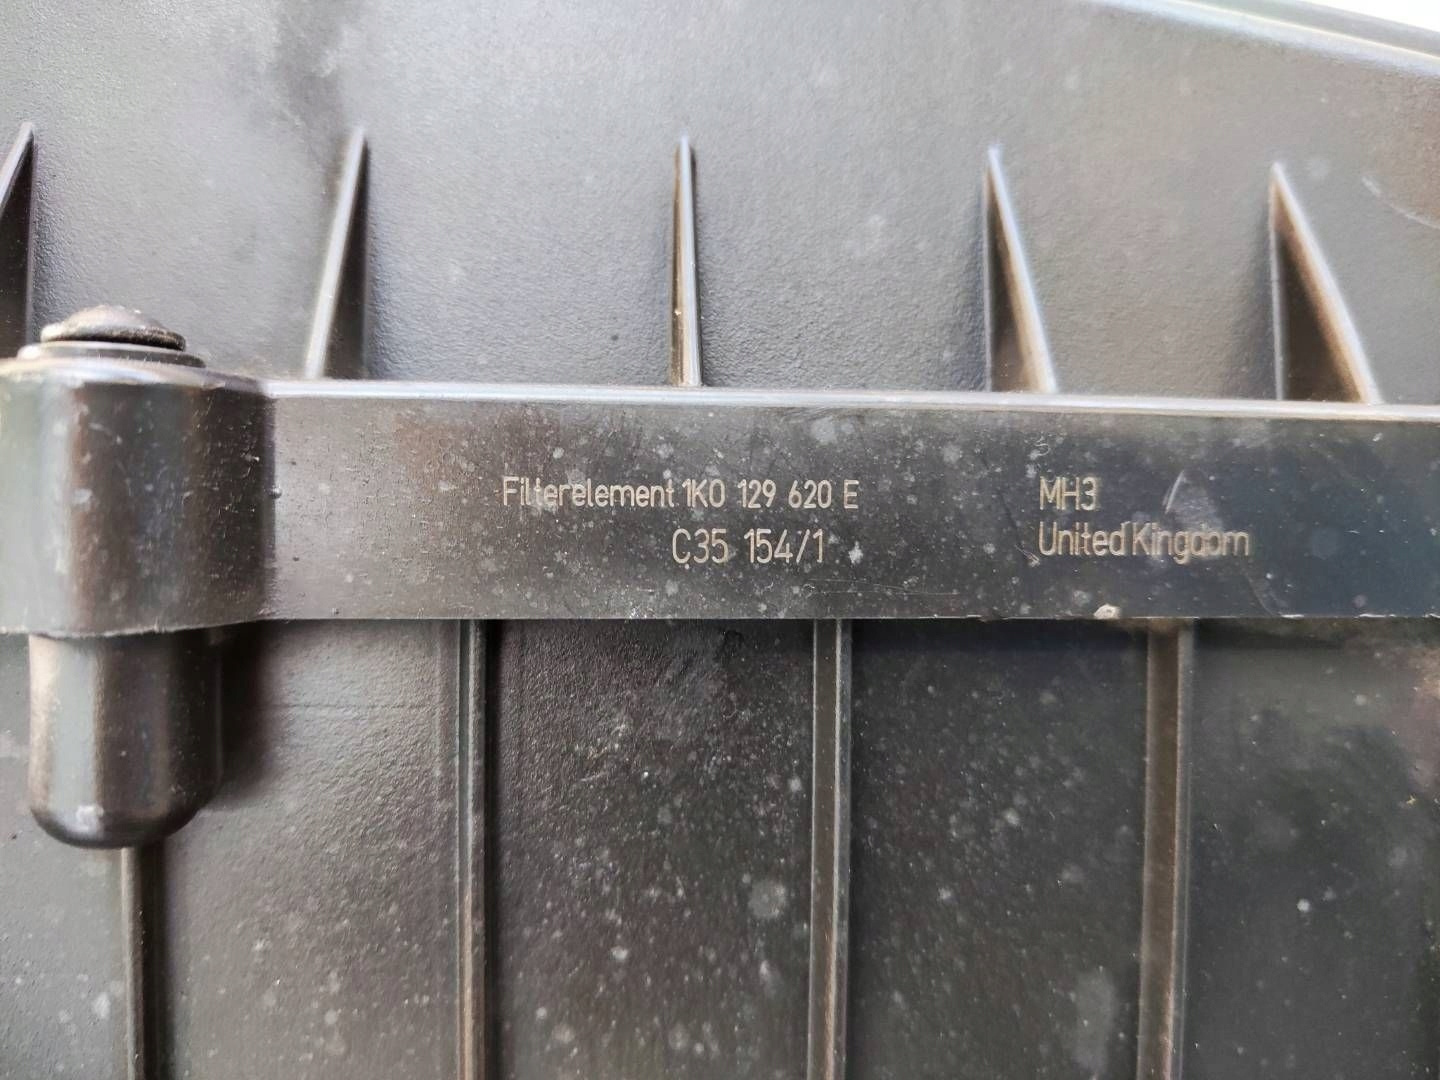 Filterelement 1K0 129 620 E
C35 154/1
MH3
United Kingdom